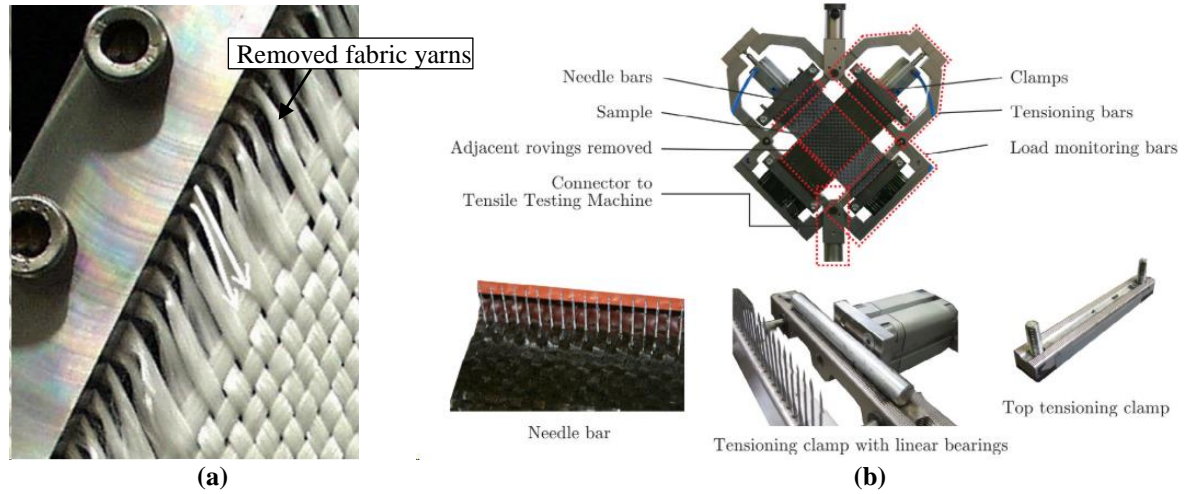 Removed fabric yarns
Needle bars
Sample
Adjacent rovings removed
Connector to
Tensile Testing Machine
Clamps
Tensioning bars
Load monitoring bars
Needle bar
Tensioning clamp with linear bearings
Top tensioning clamp
(a)
(b)